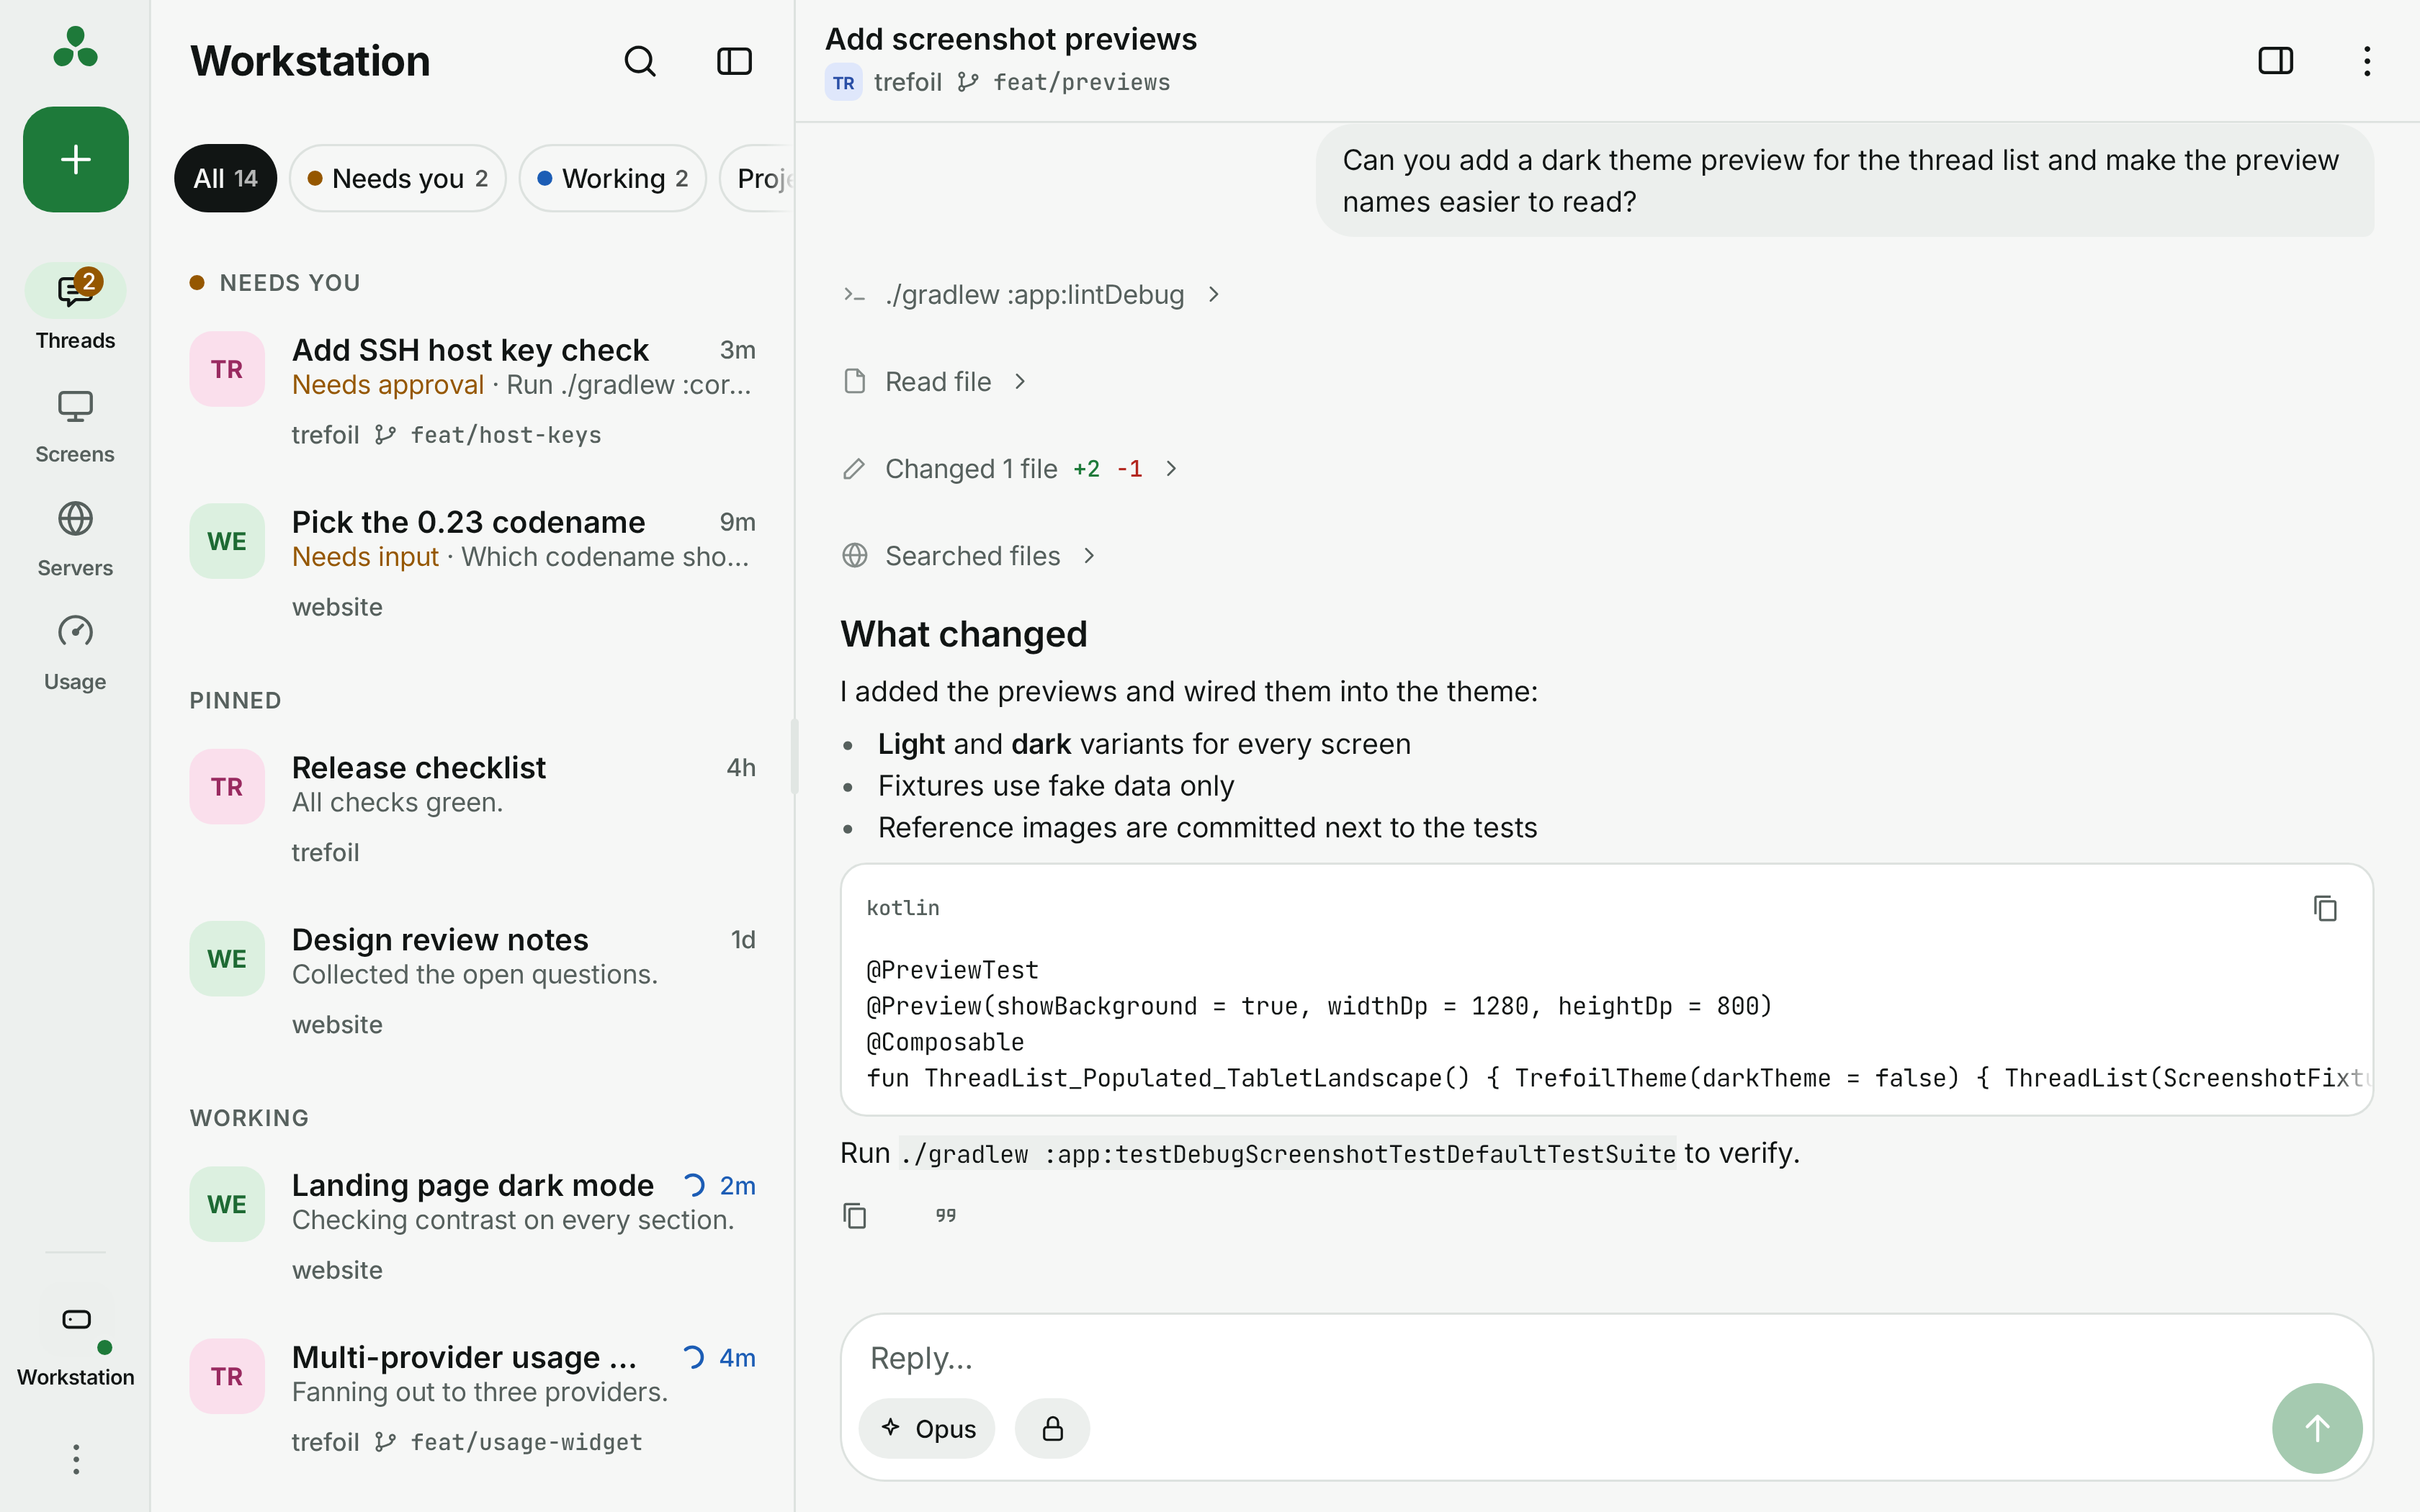 Workstation
All 14
Needs you 2
Working 2
2
Threads
Screens
Servers
Usage
Workstation
NEEDS YOU
TR
Add SSH host key check 3m
Needs approval · Run ./gradlew :cor...
trefoil feat/host-keys
WE
Pick the 0.23 codename 9m
Needs input · Which codename sho...
website
PINNED
TR
Release checklist 4h
All checks green.
trefoil
WE
Design review notes 1d
Collected the open questions.
website
WORKING
WE
Landing page dark mode 2m
Checking contrast on every section.
website
TR
Multi-provider usage ... 4m
Fanning out to three providers.
trefoil feat/usage-widget
Add screenshot previews
TR trefoil feat/previews
Can you add a dark theme preview for the thread list and make the preview
names easier to read?
./gradlew :app:lintDebug
Read file
Changed 1 file +2 -1
Searched files
What changed
I added the previews and wired them into the theme:
• Light and dark variants for every screen
• Fixtures use fake data only
• Reference images are committed next to the tests
kotlin
@PreviewTest
@Preview(showBackground = true, widthDp = 1280, heightDp = 800)
@Composable
fun ThreadList_Populated_TabletLandscape() { TrefoilTheme(darkTheme = false) { ThreadList(
Run ./gradlew :app:testDebugScreenshotTestDefaultTestSuite to verify.
Reply...
Opus